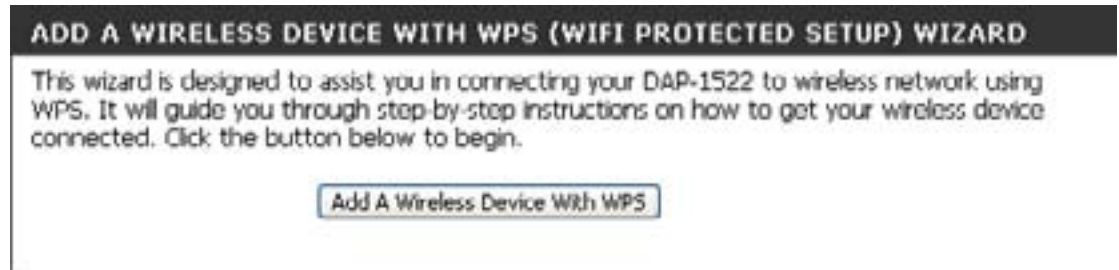 ADD A WIRELESS DEVICE WITH WPS (WIFI PROTECTED SETUP) WIZARD
This wizard is designed to assist you in connecting your DAP-1522 to wireless network using
WPS. It will guide you through step-by-step instructions on how to get your wireless device
connected. Click the button below to begin.
Add A Wireless Device With WPS